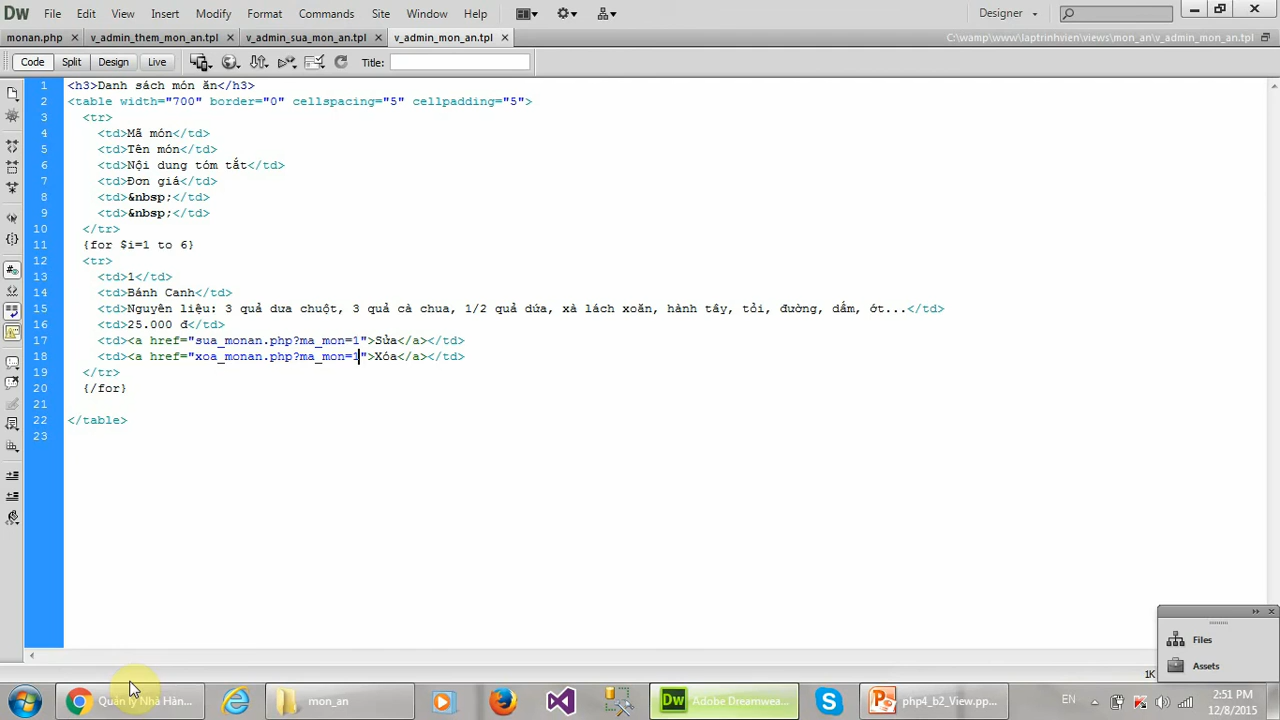 Dw File Edit View Insert Modify Format Commands Site Window Help Designer
monan.php v_admin_them_mon_an.tpl v_admin_sua_mon_an.tpl v_admin_mon_an.tpl C:\wamp\www\laptrinhvien\views\mon_an\v_admin_mon_an.tpl
Code Split Design Live Title:
1 <h3>Danh sách món ăn</h3>
2 <table width="700" border="0" cellspacing="5" cellpadding="5">
3 <tr>
4 <td>Mã món</td>
5 <td>Tên món</td>
6 <td>Nội dung tóm tắt</td>
7 <td>Đơn giá</td>
8 <td>&nbsp;</td>
9 <td>&nbsp;</td>
10 </tr>
11 {for $i=1 to 6}
12 <tr>
13 <td>1</td>
14 <td>Bánh Canh</td>
15 <td>Nguyên liệu: 3 quả dưa chuột, 3 quả cà chua, 1/2 quả dứa, xà lách xoăn, hành tây, tỏi, đường, dấm, ớt...</td>
16 <td>25.000 đ</td>
17 <td><a href="sua_monan.php?ma_mon=1">Sửa</a></td>
18 <td><a href="xoa_monan.php?ma_mon=1">Xóa</a></td>
19 </tr>
20 {/for}
21
22 </table>
23
Files
Assets
1K
Quản lý Nhà Hàn... mon_an Dw Adobe Dreamwea... php4_b2_View.pp... EN 2:51 PM
12/8/2015